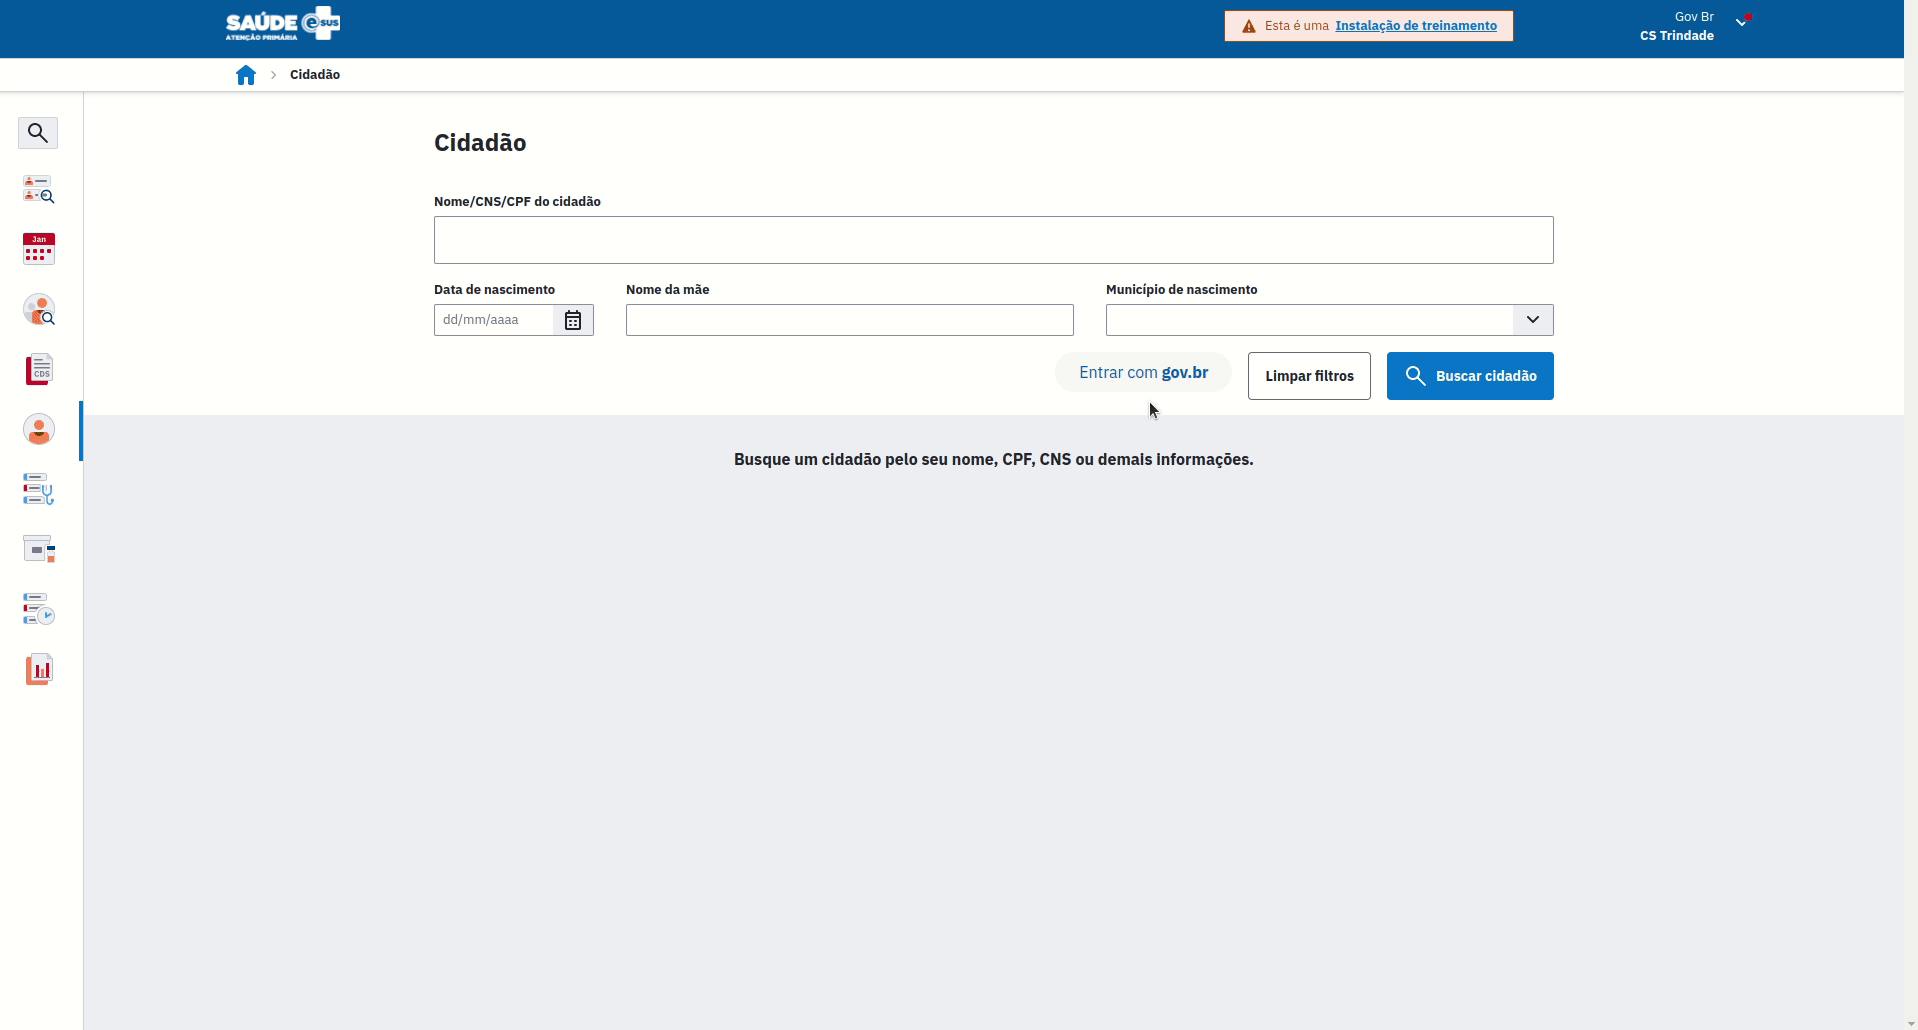 SAÚDE e-SUS
ATENÇÃO PRIMÁRIA
Esta é uma Instalação de treinamento
Gov Br
CS Trindade
Cidadão
Jan
CDS
Cidadão
Nome/CNS/CPF do cidadão
Data de nascimento
Nome da mãe
Município de nascimento
dd/mm/aaaa
Entrar com gov.br
Limpar filtros
Buscar cidadão
Busque um cidadão pelo seu nome, CPF, CNS ou demais informações.